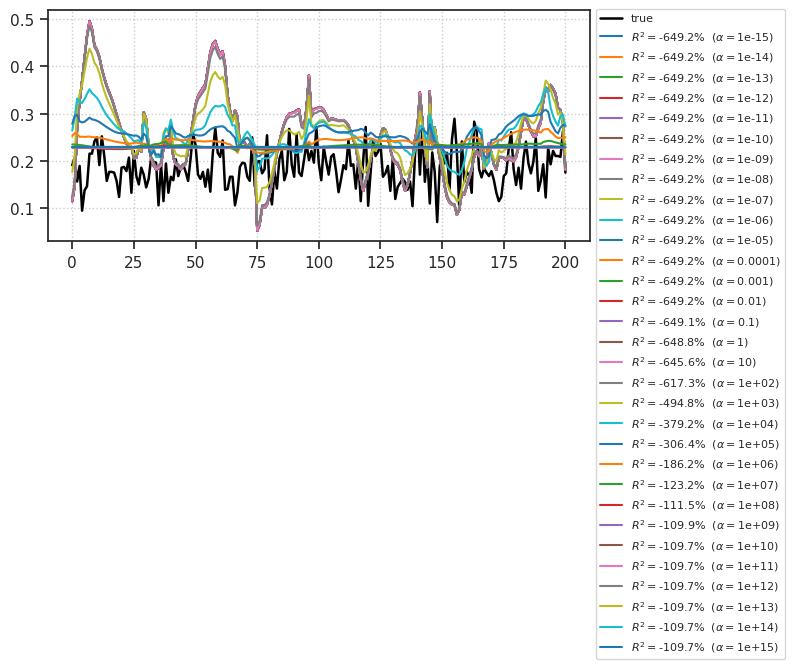 0.5
0.4
0.3
0.2
0.1
0 25 50 75 100 125 150 175 200
true
R² = -649.2% (α = 1e-15)
R² = -649.2% (α = 1e-14)
R² = -649.2% (α = 1e-13)
R² = -649.2% (α = 1e-12)
R² = -649.2% (α = 1e-11)
R² = -649.2% (α = 1e-10)
R² = -649.2% (α = 1e-09)
R² = -649.2% (α = 1e-08)
R² = -649.2% (α = 1e-07)
R² = -649.2% (α = 1e-06)
R² = -649.2% (α = 1e-05)
R² = -649.2% (α = 0.0001)
R² = -649.2% (α = 0.001)
R² = -649.2% (α = 0.01)
R² = -649.1% (α = 0.1)
R² = -648.8% (α = 1)
R² = -645.6% (α = 10)
R² = -617.3% (α = 1e+02)
R² = -494.8% (α = 1e+03)
R² = -379.2% (α = 1e+04)
R² = -306.4% (α = 1e+05)
R² = -186.2% (α = 1e+06)
R² = -123.2% (α = 1e+07)
R² = -111.5% (α = 1e+08)
R² = -109.9% (α = 1e+09)
R² = -109.7% (α = 1e+10)
R² = -109.7% (α = 1e+11)
R² = -109.7% (α = 1e+12)
R² = -109.7% (α = 1e+13)
R² = -109.7% (α = 1e+14)
R² = -109.7% (α = 1e+15)